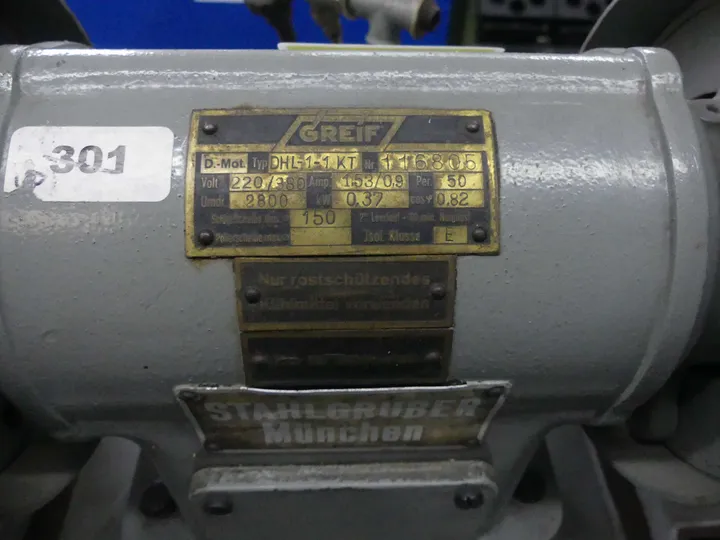 GREIF
301
D.-Mot. Typ DHL-1-1 KT Nr. 116805
Volt 220/380 Amp. 1.53/0.9 Per. 50
Umdr. 2800 kW 0.37 cos φ 0.82
150
Isol. Klasse E
Nur rostschützendes
Kühlmittel verwenden
STAHLGRUBER
München